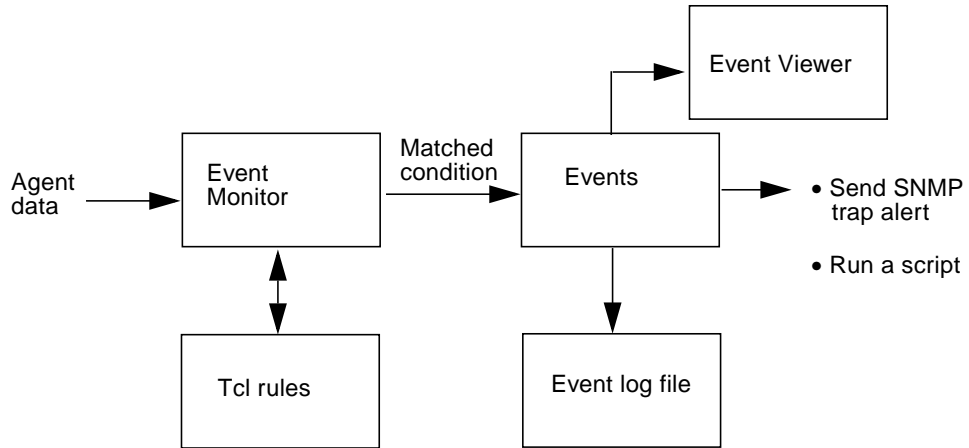 Event Viewer
Agent
data
Event
Monitor
Matched
condition
Events
• Send SNMP
trap alert
• Run a script
Tcl rules
Event log file